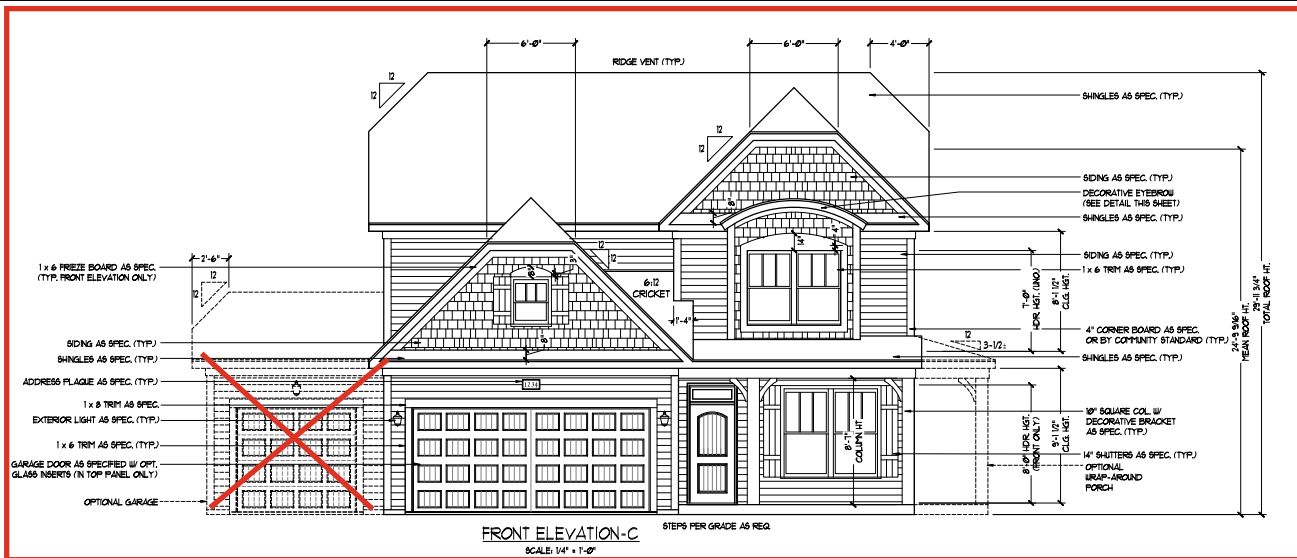 6'-0"
6'-0"
4'-0"
RIDGE VENT (TYP.)
12
12
SHINGLES AS SPEC. (TYP.)
12
12
SIDING AS SPEC. (TYP.)
DECORATIVE EYEBROW
(SEE DETAIL THIS SHEET)
8"
SHINGLES AS SPEC. (TYP.)
4"
14"
SIDING AS SPEC. (TYP.)
1 x 6 TRIM AS SPEC. (TYP.)
2'-6"
12
12
1 x 6 FRIEZE BOARD AS SPEC.
(TYP. FRONT ELEVATION ONLY)
3"
12
6:12
CRICKET
1'-4"
7'-0"
HDR. HGT. (UNO.)
8'-1 1/2"
CLG. HGT.
24'-9 9/16"
MEAN ROOF HT.
29'-11 3/4"
TOTAL ROOF HT.
4" CORNER BOARD AS SPEC.
OR BY COMMUNITY STANDARD (TYP.)
12
3-1/2
SIDING AS SPEC. (TYP.)
8"
SHINGLES AS SPEC. (TYP.)
SHINGLES AS SPEC. (TYP.)
ADDRESS PLAQUE AS SPEC. (TYP.)
1234
1 x 8 TRIM AS SPEC.
EXTERIOR LIGHT AS SPEC. (TYP.)
1 x 6 TRIM AS SPEC. (TYP.)
GARAGE DOOR AS SPECIFIED W/ OPT.
GLASS INSERTS (IN TOP PANEL ONLY)
OPTIONAL GARAGE
8'-7"
COLUMN HT.
8'-0" HDR. HGT.
(FRONT ONLY)
9'-1 1/2"
CLG. HGT.
10" SQUARE COL. W/
DECORATIVE BRACKET
AS SPEC. (TYP.)
14" SHUTTERS AS SPEC. (TYP.)
OPTIONAL
WRAP-AROUND
PORCH
FRONT ELEVATION-C
SCALE: 1/4" = 1'-0"
STEPS PER GRADE AS REQ.